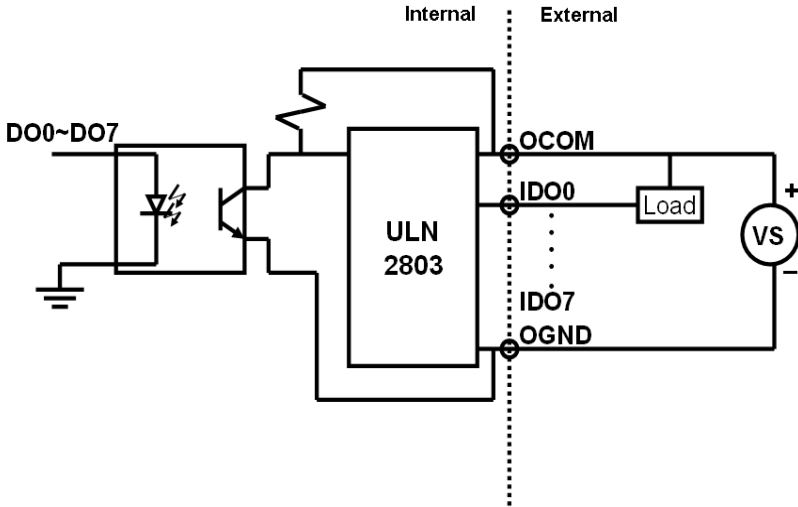 Internal
External
DO0~DO7
OCOM
IDO0
Load
+
VS
ULN
2803
−
IDO7
OGND